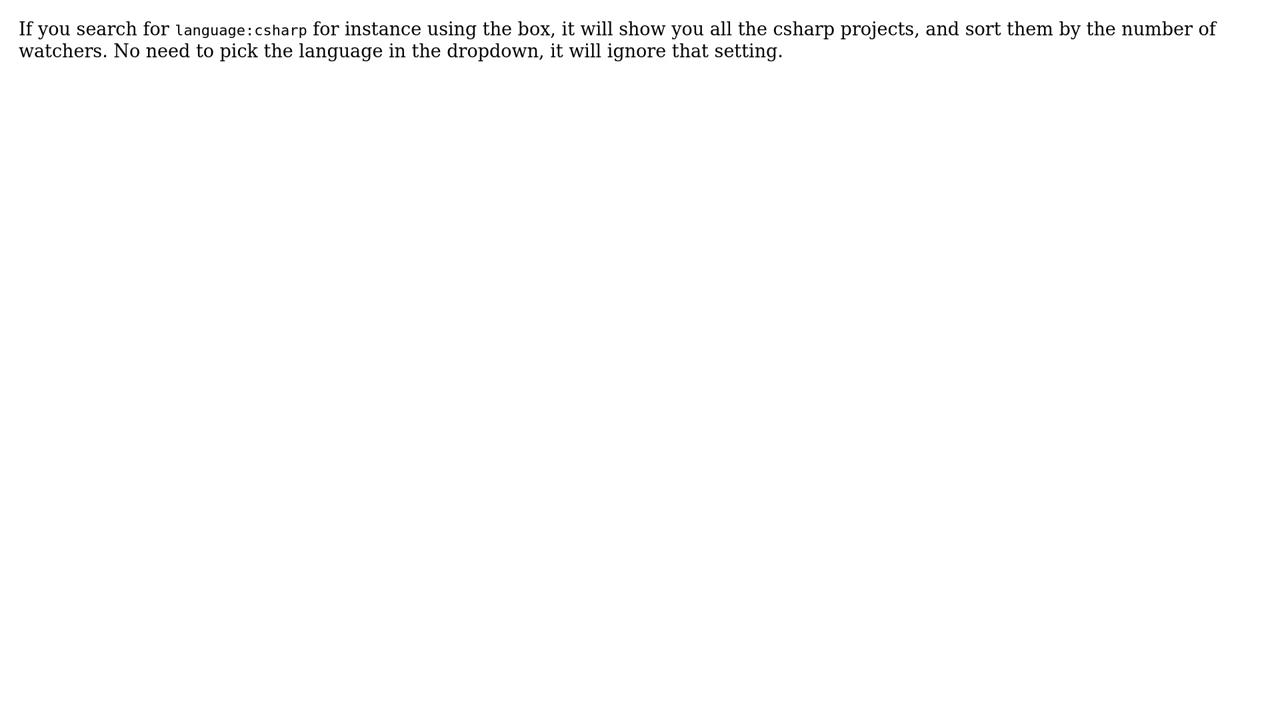 If you search for language:csharp for instance using the box, it will show you all the csharp projects, and sort them by the number of
watchers. No need to pick the language in the dropdown, it will ignore that setting.